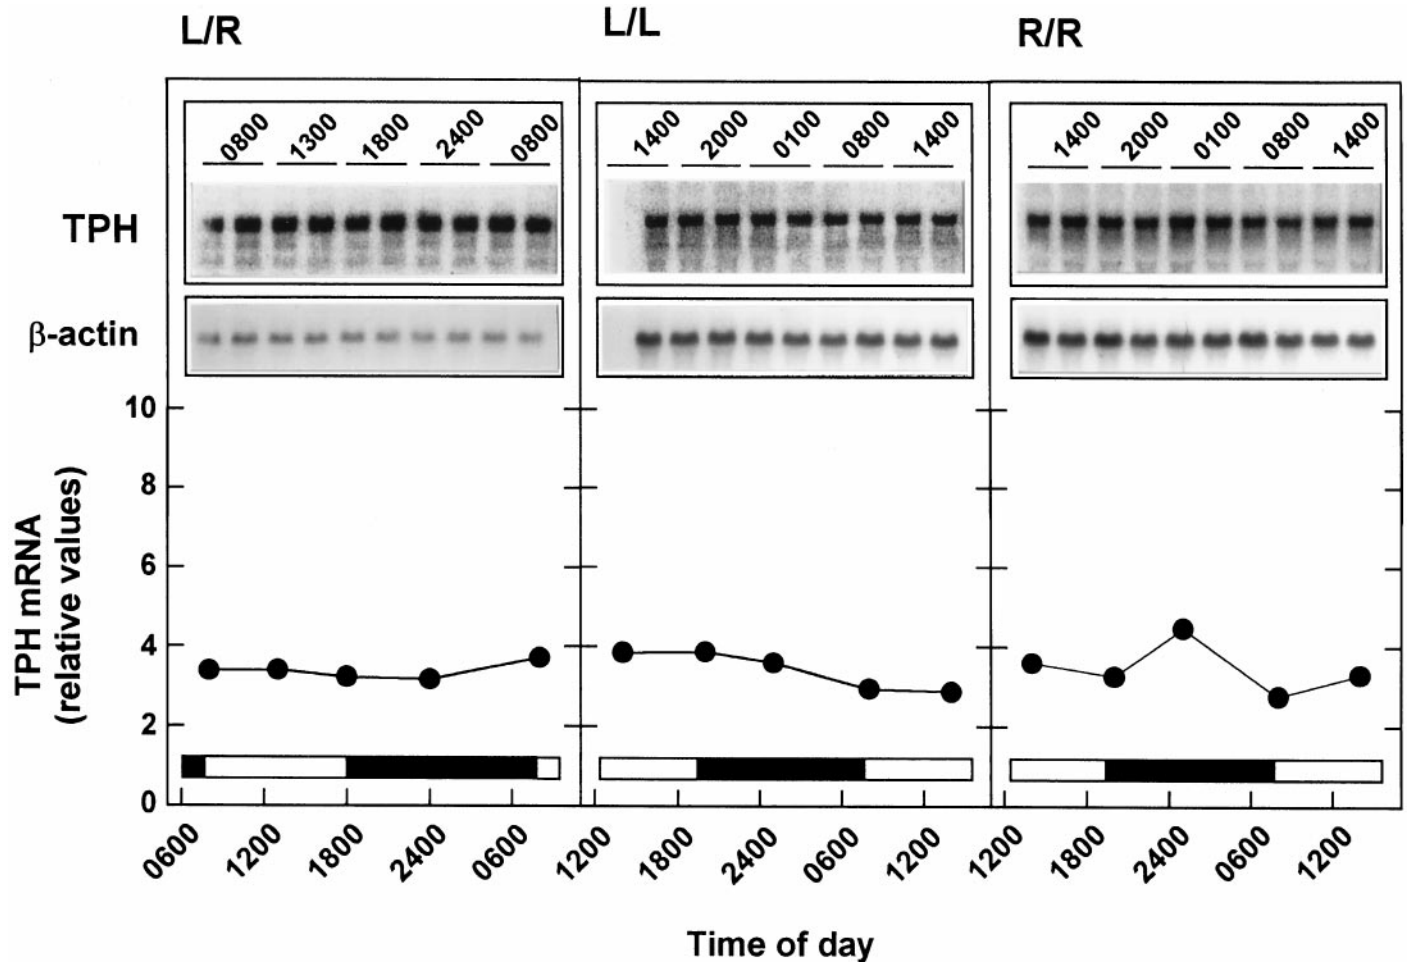 L/R
L/L
R/R
0800 1300 1800 2400 0800
1400 2000 0100 0800 1400
1400 2000 0100 0800 1400
TPH
β-actin
10
8
6
4
2
0
TPH mRNA
(relative values)
0600 1200 1800 2400 0600
1200 1800 2400 0600 1200
1200 1800 2400 0600 1200
Time of day